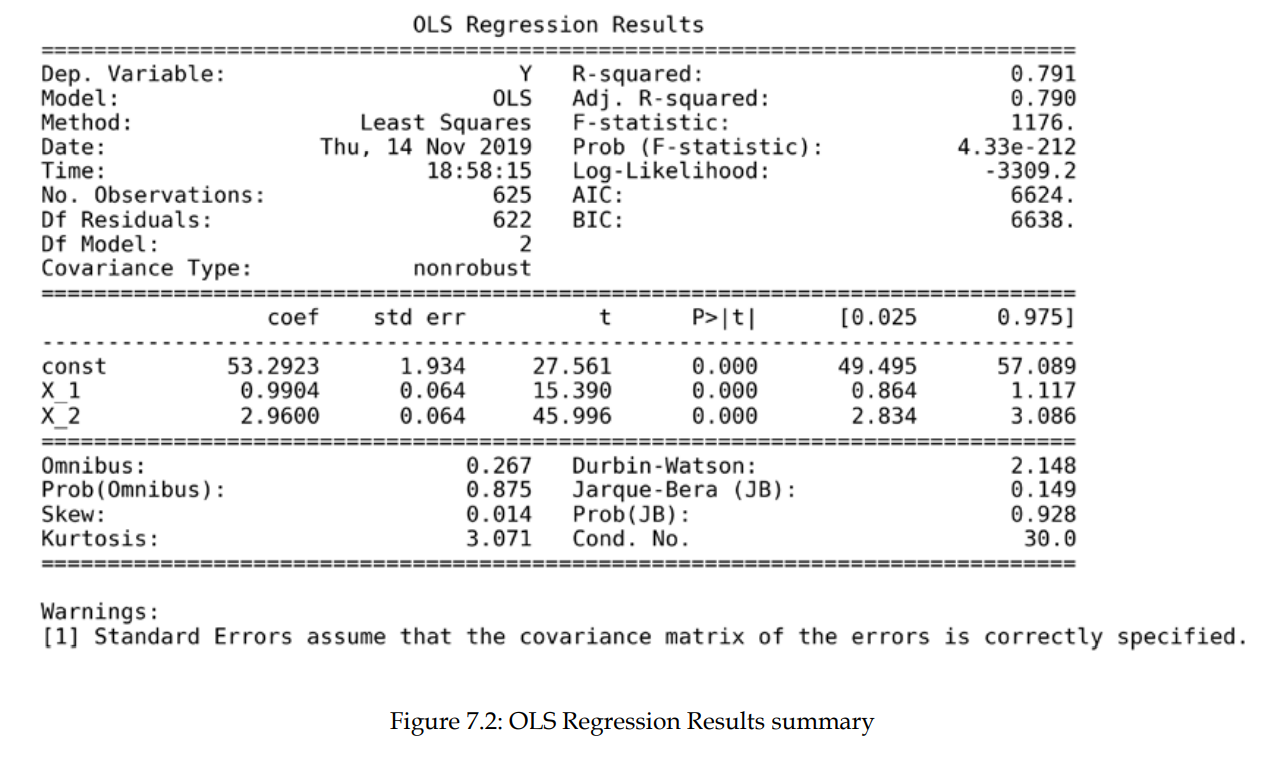 OLS Regression Results
==============================================================================
Dep. Variable:                      Y   R-squared:                       0.791
Model:                            OLS   Adj. R-squared:                  0.790
Method:                 Least Squares   F-statistic:                     1176.
Date:                Thu, 14 Nov 2019   Prob (F-statistic):          4.33e-212
Time:                        18:58:15   Log-Likelihood:                -3309.2
No. Observations:                 625   AIC:                             6624.
Df Residuals:                     622   BIC:                             6638.
Df Model:                           2
Covariance Type:            nonrobust
==============================================================================
                 coef    std err          t      P>|t|      [0.025      0.975]
------------------------------------------------------------------------------
const         53.2923      1.934     27.561      0.000      49.495      57.089
X_1            0.9904      0.064     15.390      0.000       0.864       1.117
X_2            2.9600      0.064     45.996      0.000       2.834       3.086
==============================================================================
Omnibus:                        0.267   Durbin-Watson:                   2.148
Prob(Omnibus):                  0.875   Jarque-Bera (JB):                0.149
Skew:                           0.014   Prob(JB):                        0.928
Kurtosis:                       3.071   Cond. No.                         30.0
==============================================================================
Warnings:
[1] Standard Errors assume that the covariance matrix of the errors is correctly specified.
Figure 7.2: OLS Regression Results summary